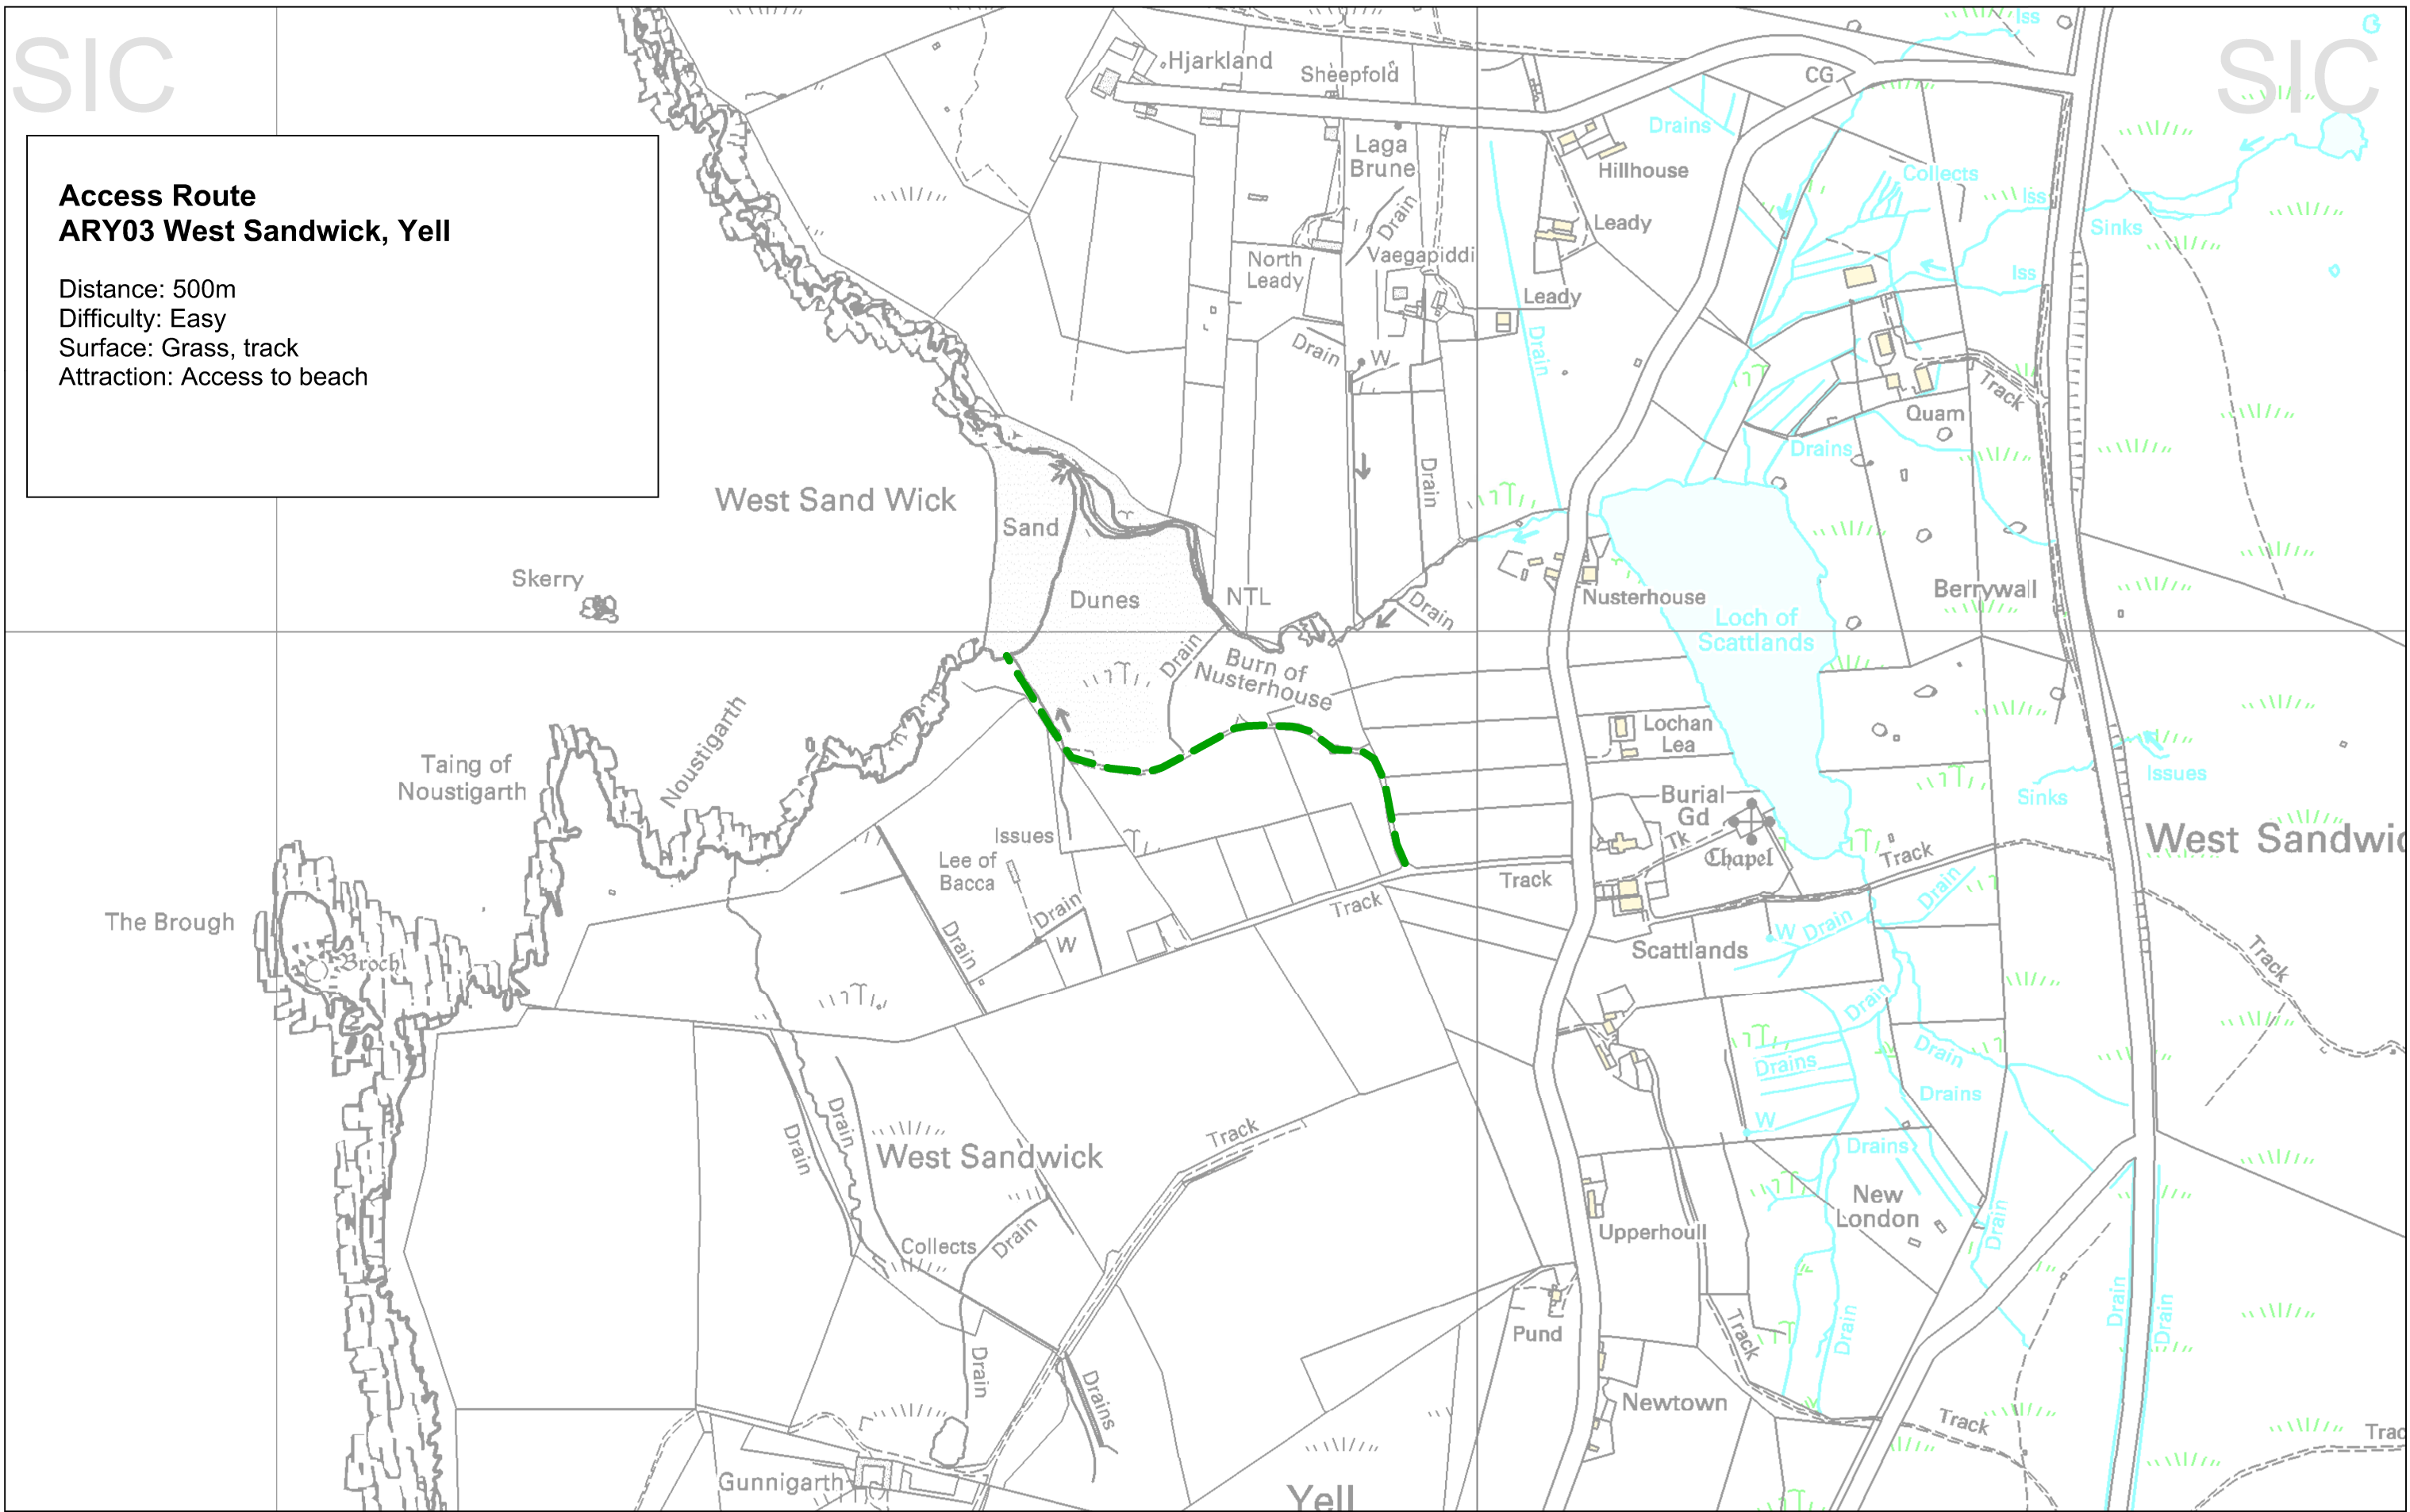 SIC
SIC
Access Route
ARY03 West Sandwick, Yell
Distance: 500m
Difficulty: Easy
Surface: Grass, track
Attraction: Access to beach
Iss
Hjarkland
Sheepfold
CG
Drains
Laga
Brune
Hillhouse
Collects
Iss
Sinks
Drain
Leady
North
Leady
Vaegapiddi
Iss
Leady
Drain
Drain
W
Track
Quam
Drains
Drain
West Sand Wick
Sand
Skerry
Dunes
NTL
Drain
Nusterhouse
Berrywall
Loch of
Scattlands
Drain
Burn of
Nusterhouse
Noustigarth
Taing of
Noustigarth
Lochan
Lea
Issues
Sinks
Burial
Gd
Tk
Chapel
Track
West Sandwic
Issues
Lee of
Bacca
Track
Track
Drain
Drain
W
The Brough
Broch
Scattlands
W
Drain
Drain
Track
Drain
Drain
Drains
Drains
W
Drains
Drain
Drain
West Sandwick
Track
New
London
Drain
Upperhoull
Collects
Drain
Pund
Track
Drain
Drain
Drain
Drain
Drains
Newtown
Track
Trac
Gunnigarth
Yell